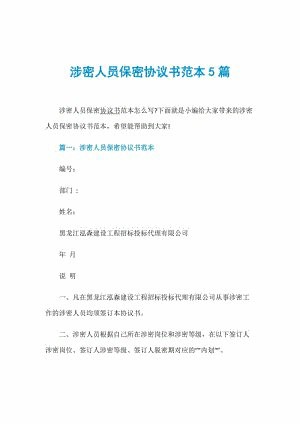 涉密人员保密协议书范本5篇
涉密人员保密协议书范本怎么写?下面就是小编给大家带来的涉密
人员保密协议书范本，希望能帮助到大家!
篇一：涉密人员保密协议书范本
编号：
部门：
姓名：
黑龙江泓森建设工程招标投标代理有限公司
年 月
说 明
一、凡在黑龙江泓森建设工程招标投标代理有限公司从事涉密工
作的涉密人员均须签订本协议书。
二、涉密人员根据自己所在涉密岗位和涉密等级，在以下签订人
涉密岗位、签订人涉密等级、签订人脱密期对应的“”内划“”。